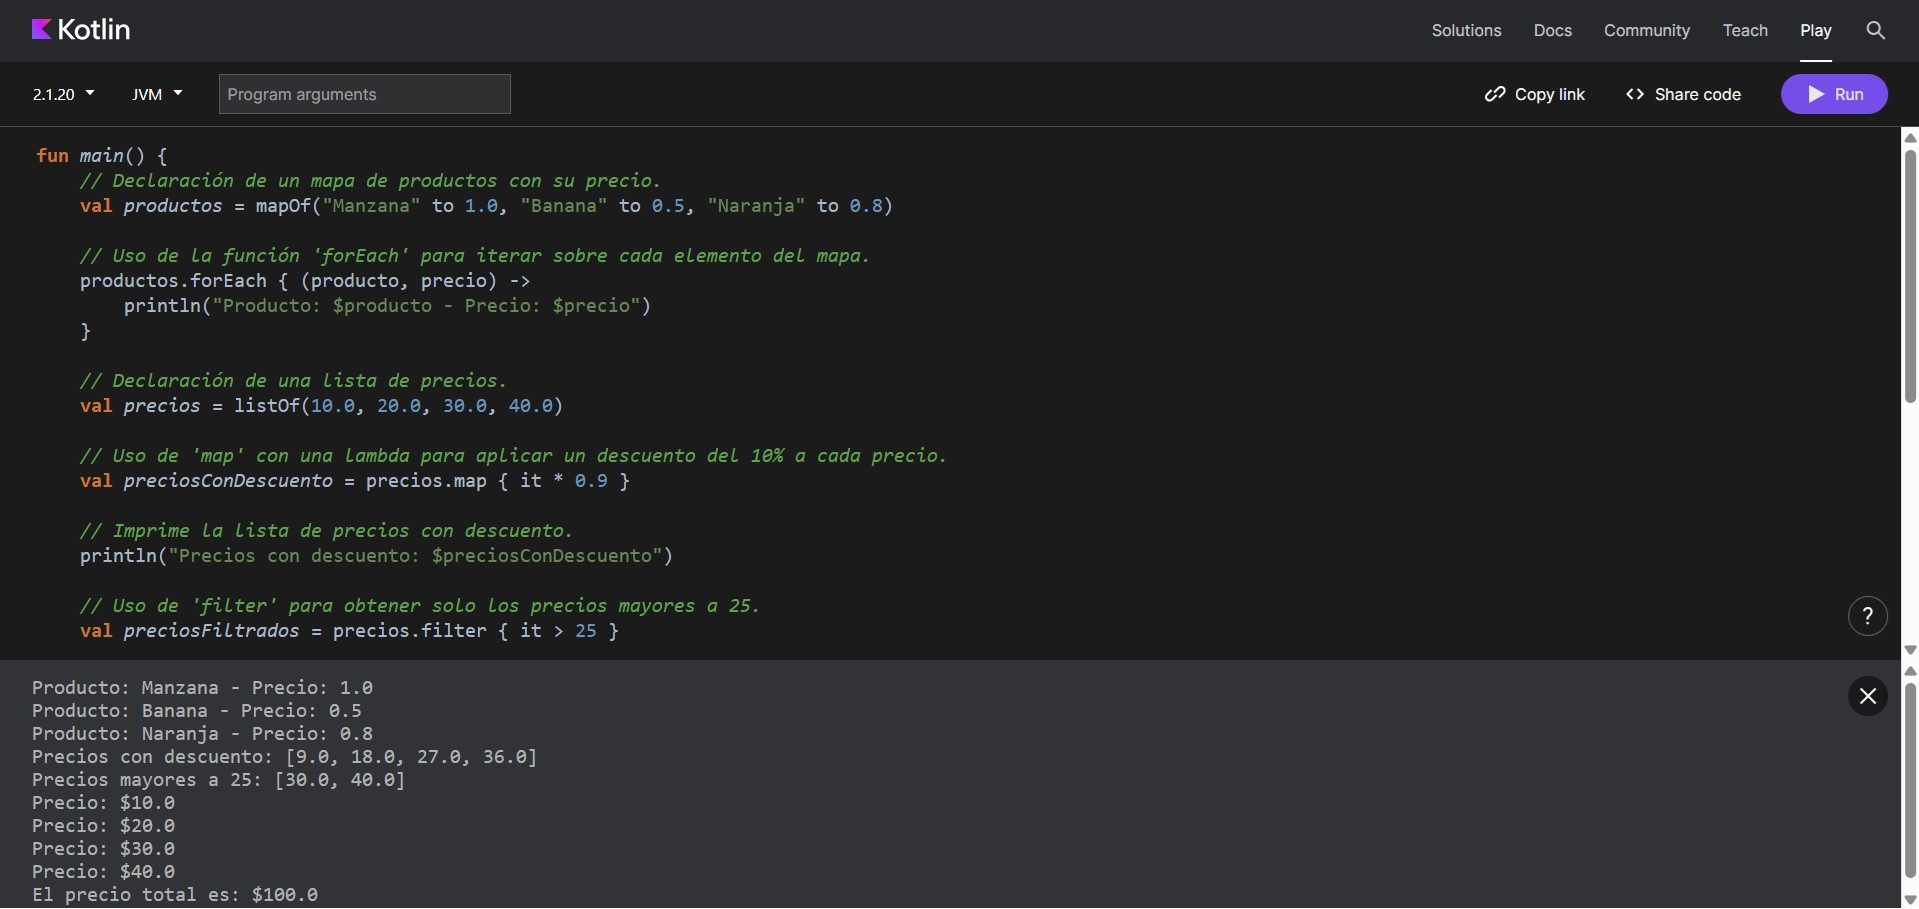 Kotlin
Solutions Docs Community Teach Play
2.1.20 JVM Program arguments Copy link <> Share code Run
fun main() {
    // Declaración de un mapa de productos con su precio.
    val productos = mapOf("Manzana" to 1.0, "Banana" to 0.5, "Naranja" to 0.8)
    // Uso de la función 'forEach' para iterar sobre cada elemento del mapa.
    productos.forEach { (producto, precio) ->
        println("Producto: $producto - Precio: $precio")
    }
    // Declaración de una lista de precios.
    val precios = listOf(10.0, 20.0, 30.0, 40.0)
    // Uso de 'map' con una lambda para aplicar un descuento del 10% a cada precio.
    val preciosConDescuento = precios.map { it * 0.9 }
    // Imprime la lista de precios con descuento.
    println("Precios con descuento: $preciosConDescuento")
    // Uso de 'filter' para obtener solo los precios mayores a 25.
    val preciosFiltrados = precios.filter { it > 25 }
?
Producto: Manzana - Precio: 1.0
Producto: Banana - Precio: 0.5
Producto: Naranja - Precio: 0.8
Precios con descuento: [9.0, 18.0, 27.0, 36.0]
Precios mayores a 25: [30.0, 40.0]
Precio: $10.0
Precio: $20.0
Precio: $30.0
Precio: $40.0
El precio total es: $100.0